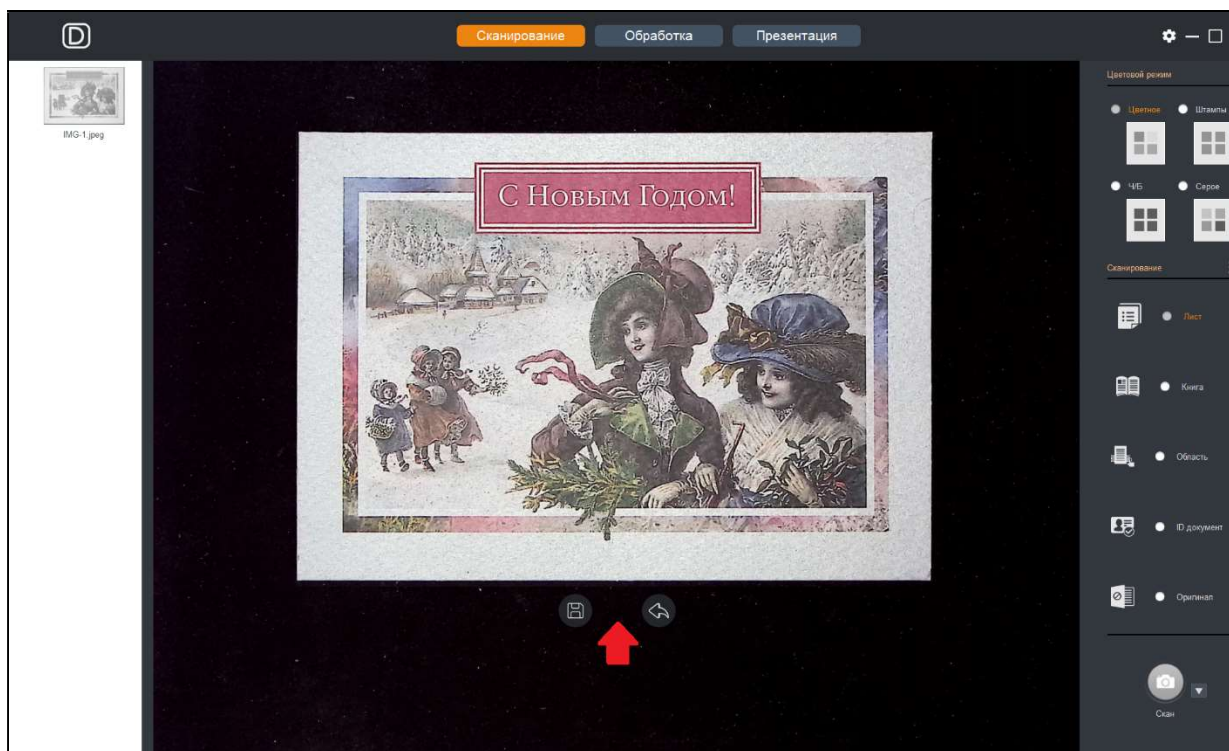 D
Сканирование
Обработка
Презентация
IMG-1.jpeg
С Новым Годом!
Цветовой режим
Цветное
Штампы
Ч/Б
Серое
Сканирование
Лист
Книга
Область
ID документ
Оригинал
Скан